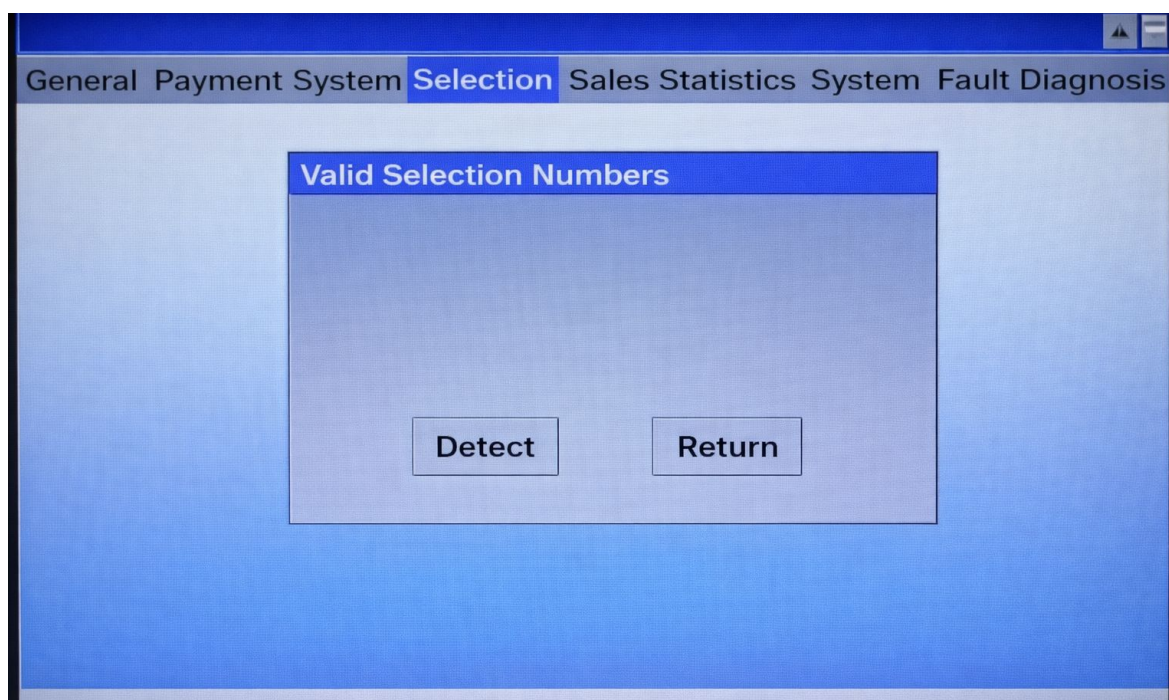 General Payment System Selection Sales Statistics System Fault Diagnosis
Valid Selection Numbers
Detect Return